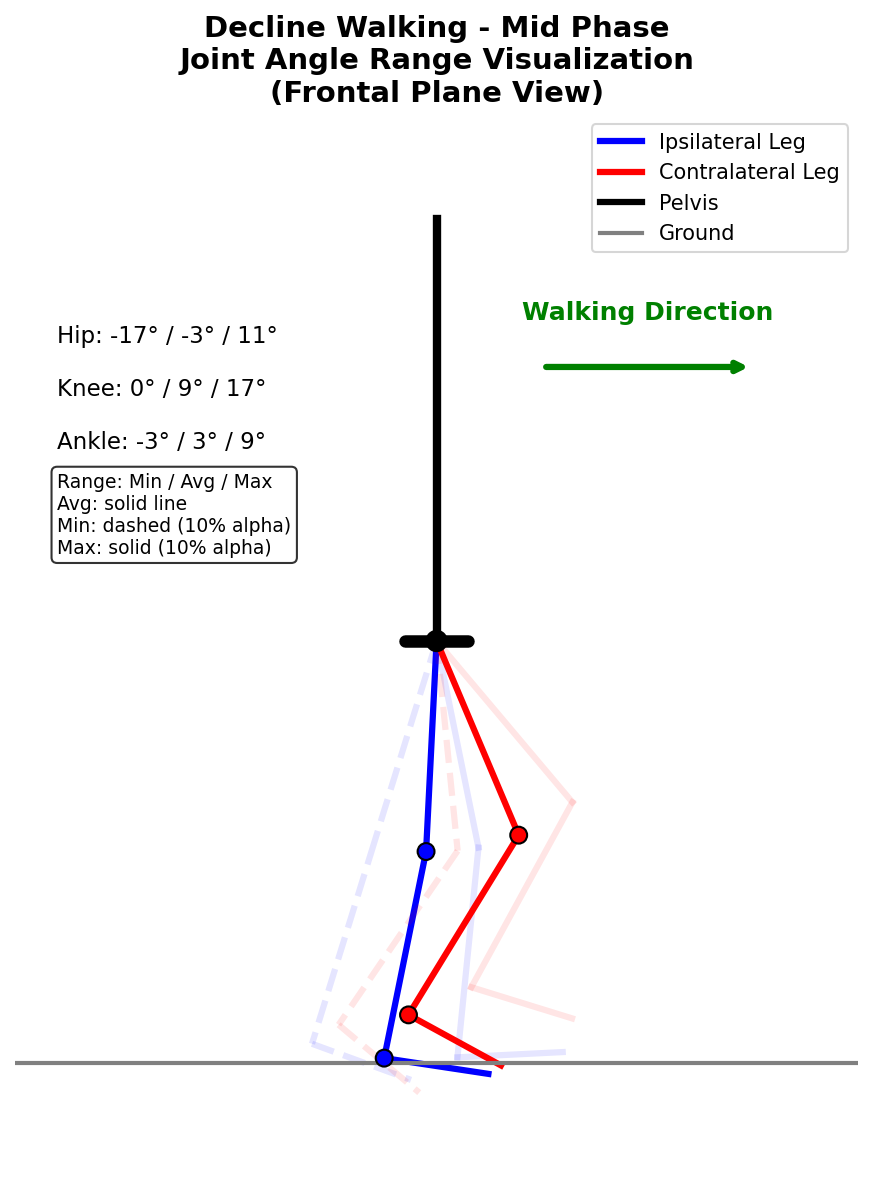 Decline Walking - Mid Phase
Joint Angle Range Visualization
(Frontal Plane View)
Ipsilateral Leg
Contralateral Leg
Pelvis
Ground
Walking Direction
Hip: -17° / -3° / 11°
Knee: 0° / 9° / 17°
Ankle: -3° / 3° / 9°
Range: Min / Avg / Max
Avg: solid line
Min: dashed (10% alpha)
Max: solid (10% alpha)